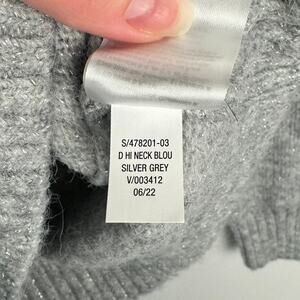 S/478201-03
D HI NECK BLOU
SILVER GREY
V/003412
06/22